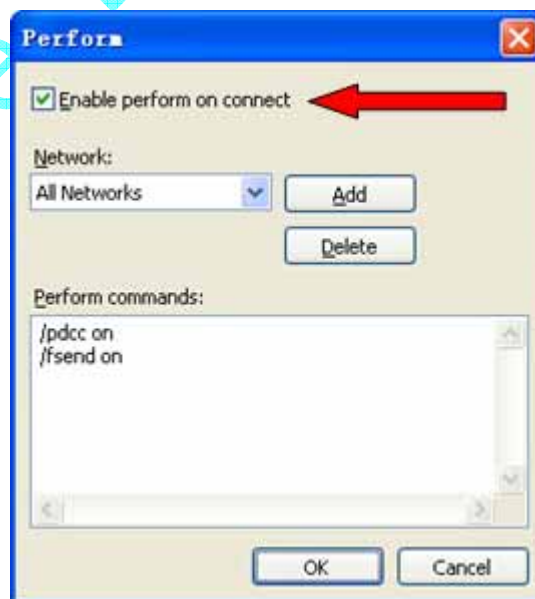 Perform
Enable perform on connect
Network:
All Networks
Add
Delete
Perform commands:
/pdcc on
/fsend on
OK
Cancel